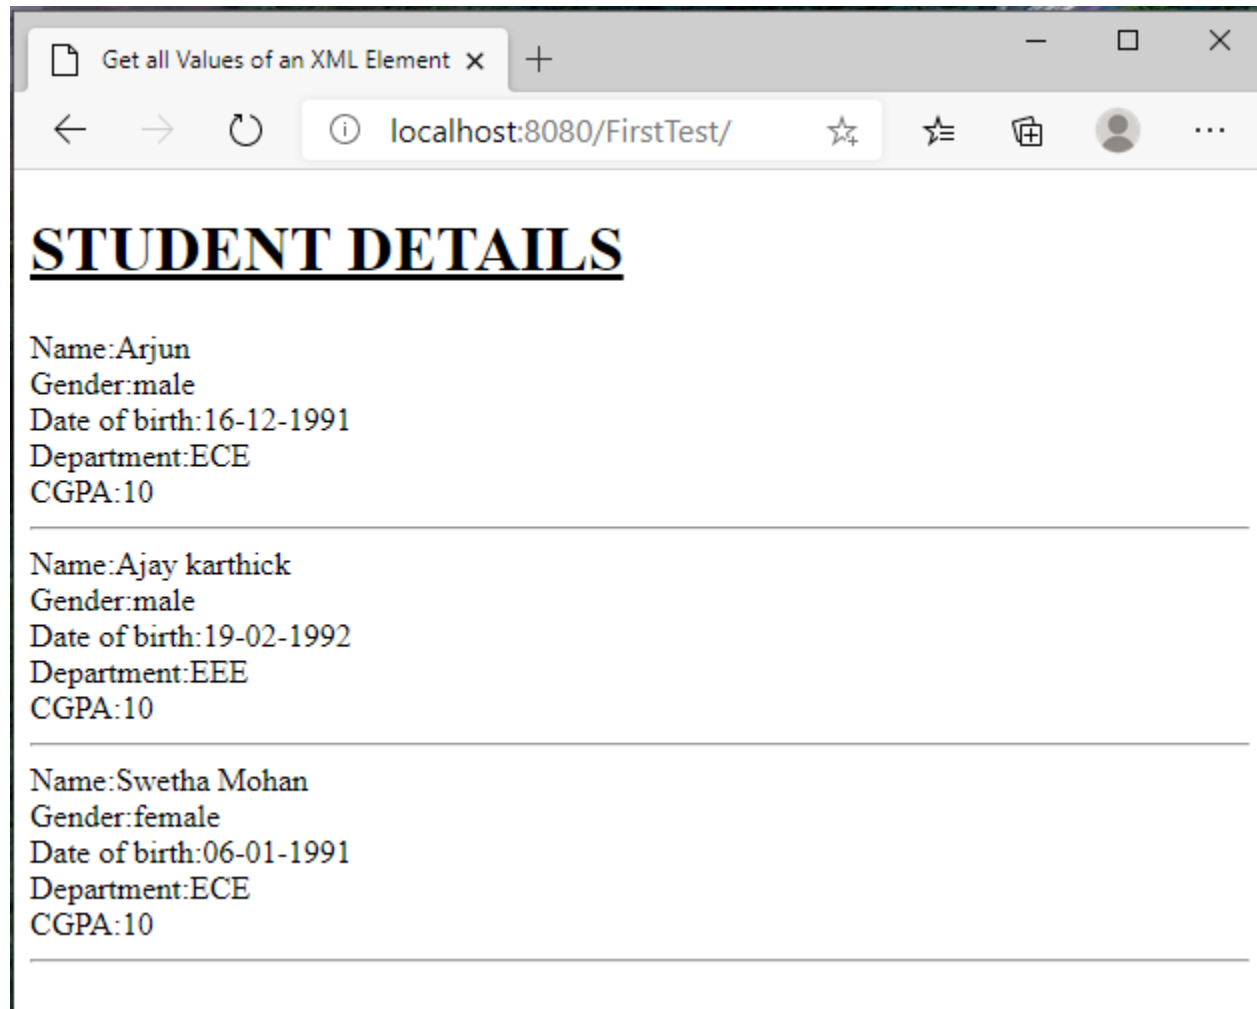 Get all Values of an XML Element
localhost:8080/FirstTest/
STUDENT DETAILS
Name:Arjun
Gender:male
Date of birth:16-12-1991
Department:ECE
CGPA:10
Name:Ajay karthick
Gender:male
Date of birth:19-02-1992
Department:EEE
CGPA:10
Name:Swetha Mohan
Gender:female
Date of birth:06-01-1991
Department:ECE
CGPA:10